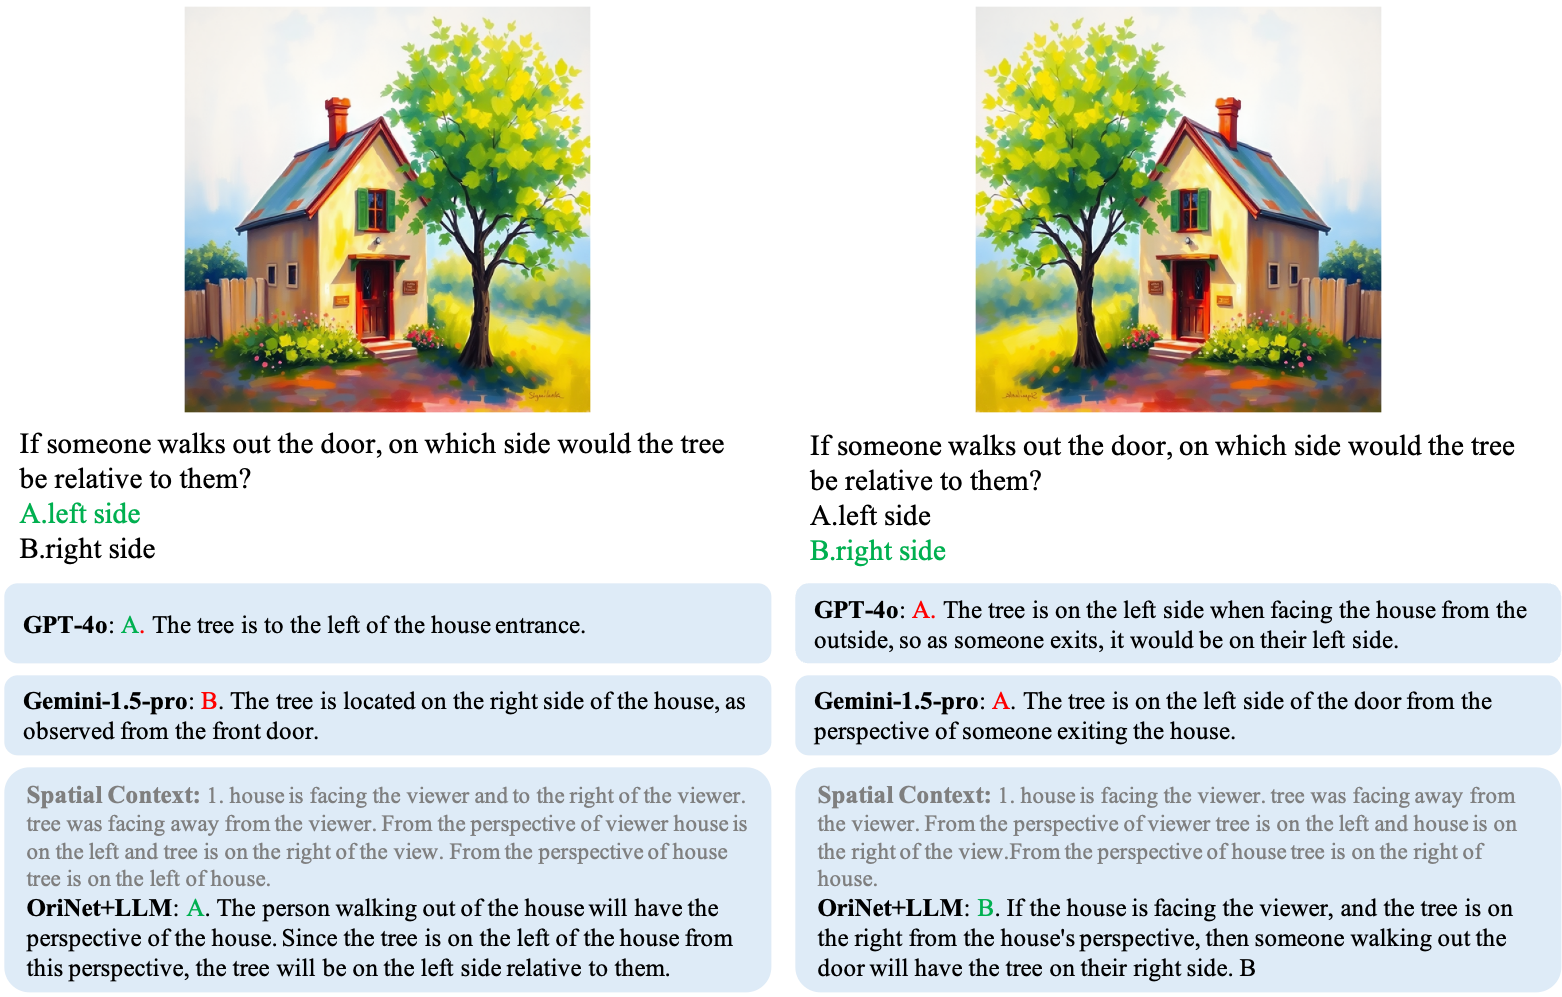 If someone walks out the door, on which side would the tree
be relative to them?
A.left side
B.right side
GPT-4o: A. The tree is to the left of the house entrance.
Gemini-1.5-pro: B. The tree is located on the right side of the house, as
observed from the front door.
Spatial Context: 1. house is facing the viewer and to the right of the viewer.
tree was facing away from the viewer. From the perspective of viewer house is
on the left and tree is on the right of the view. From the perspective of house
tree is on the left of house.
OriNet+LLM: A. The person walking out of the house will have the
perspective of the house. Since the tree is on the left of the house from
this perspective, the tree will be on the left side relative to them.
If someone walks out the door, on which side would the tree
be relative to them?
A.left side
B.right side
GPT-4o: A. The tree is on the left side when facing the house from the
outside, so as someone exits, it would be on their left side.
Gemini-1.5-pro: A. The tree is on the left side of the door from the
perspective of someone exiting the house.
Spatial Context: 1. house is facing the viewer. tree was facing away from
the viewer. From the perspective of viewer tree is on the left and house is on
the right of the view.From the perspective of house tree is on the right of
house.
OriNet+LLM: B. If the house is facing the viewer, and the tree is on
the right from the house's perspective, then someone walking out the
door will have the tree on their right side. B